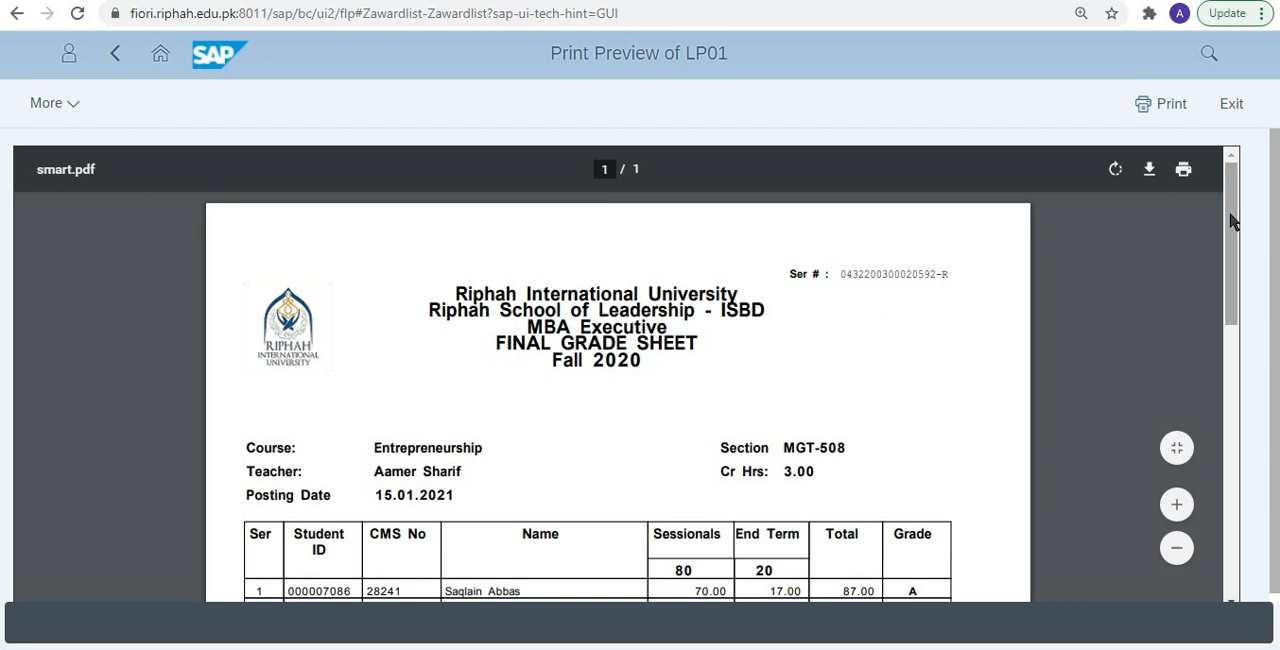 fiori.riphah.edu.pk:8011/sap/bc/ui2/flp#Zawardlist-Zawardlist?sap-ui-tech-hint=GUI
A
Update
SAP
Print Preview of LP01
More
Print
Exit
smart.pdf
1 / 1
Ser # : 0432200300020592-R
Riphah International University
Riphah School of Leadership - ISBD
MBA Executive
FINAL GRADE SHEET
Fall 2020
RIPHAH
INTERNATIONAL
UNIVERSITY
Course: Entrepreneurship Section MGT-508
Teacher: Aamer Sharif Cr Hrs: 3.00
Posting Date 15.01.2021
Ser Student ID CMS No Name Sessionals End Term Total Grade
80 20
1 000007086 28241 Saqlain Abbas 70.00 17.00 87.00 A